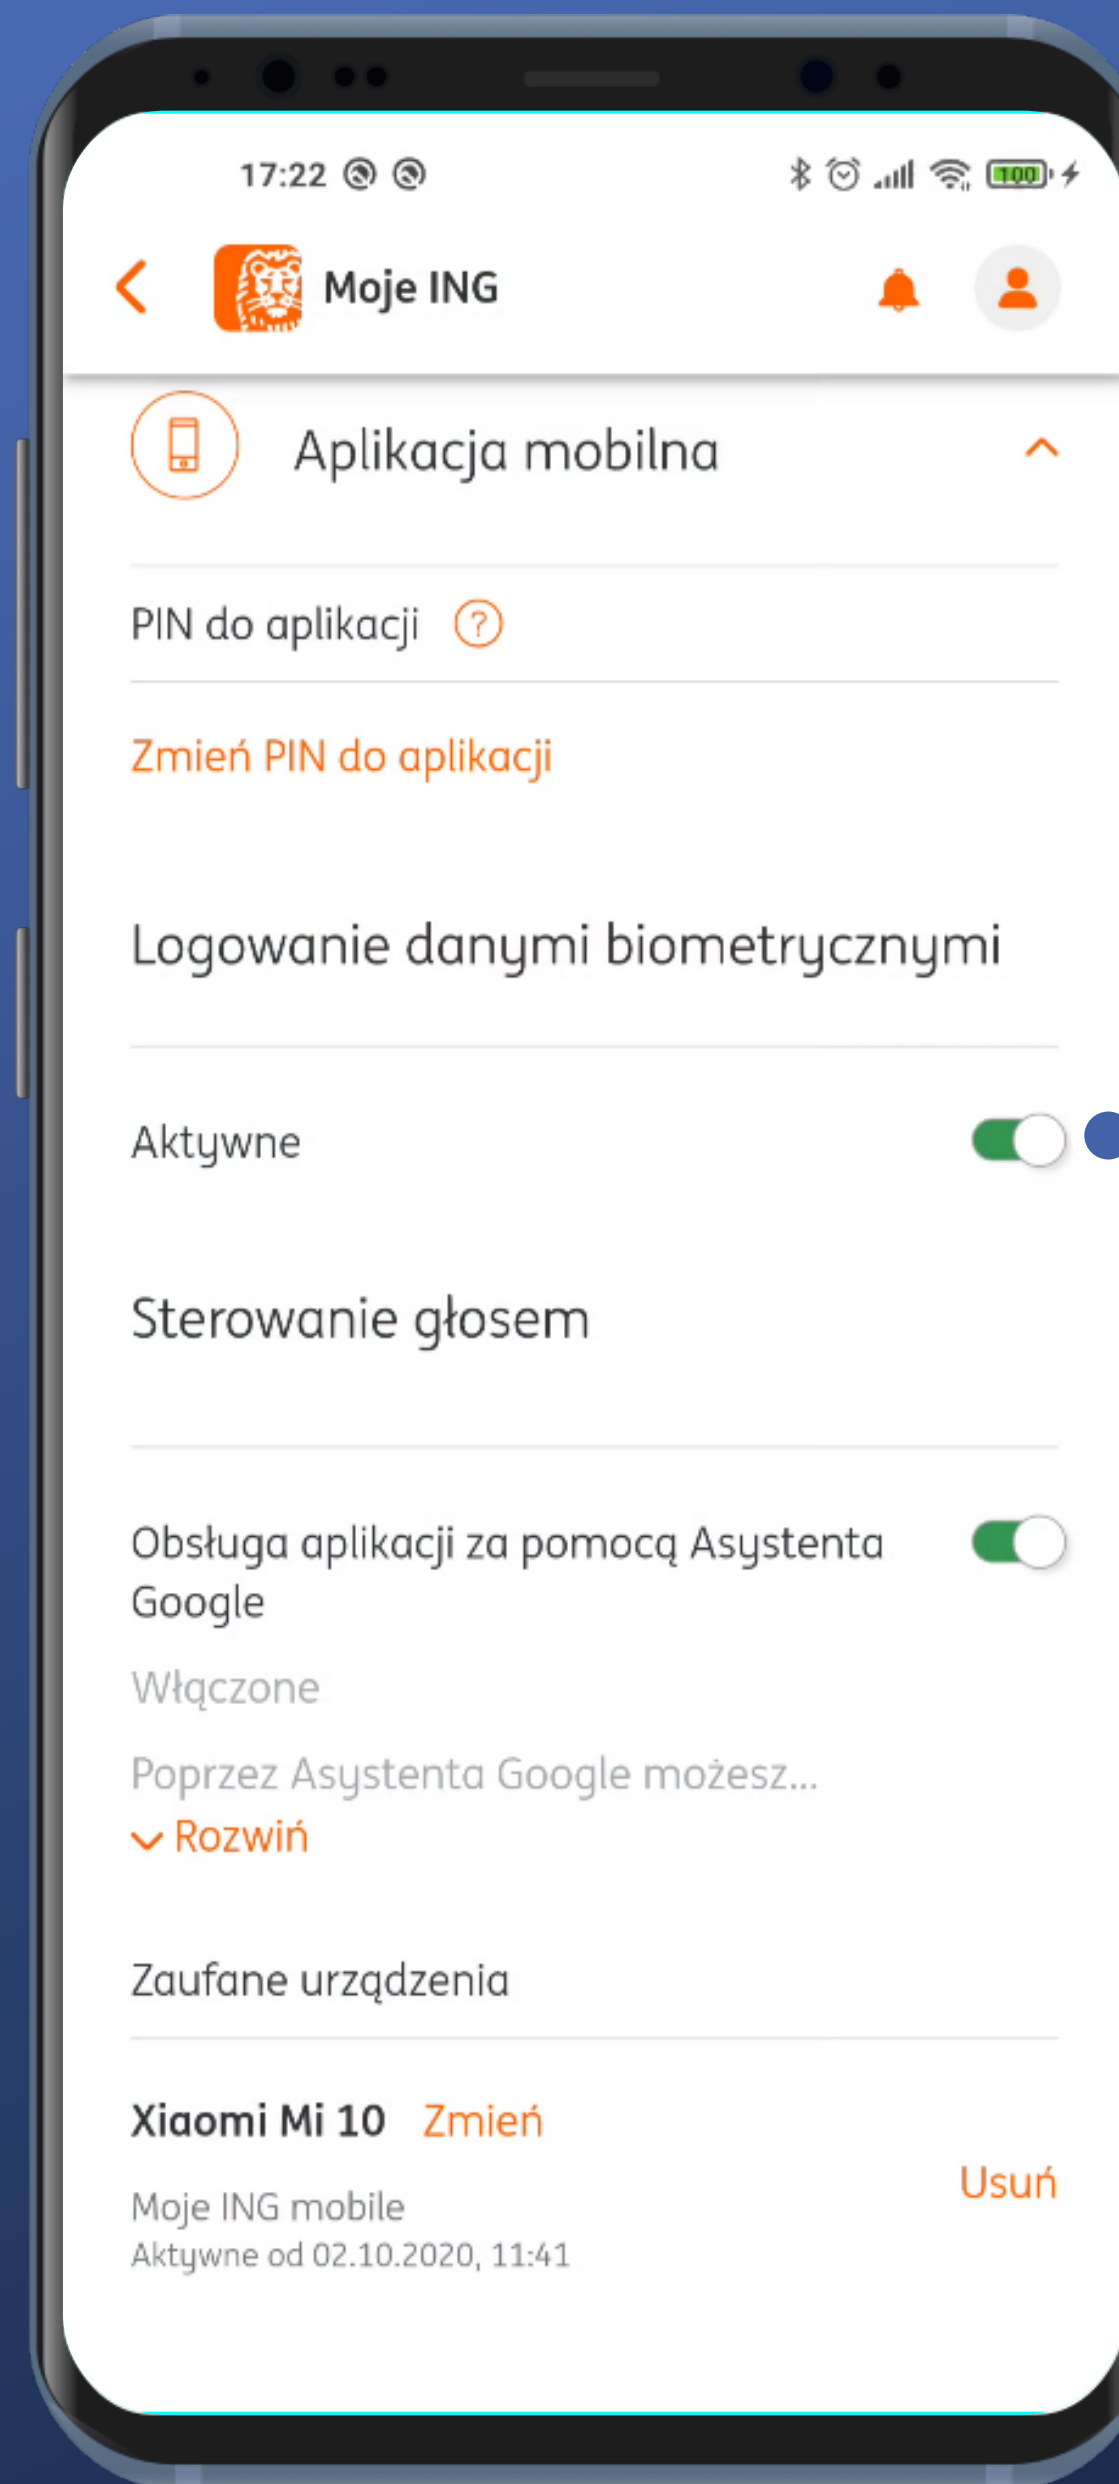 17:22
100
Moje ING
Aplikacja mobilna
PIN do aplikacji ?
Zmień PIN do aplikacji
Logowanie danymi biometrycznymi
Aktywne
Sterowanie głosem
Obsługa aplikacji za pomocą Asystenta
Google
Włączone
Poprzez Asystenta Google możesz...
Rozwiń
Zaufane urządzenia
Xiaomi Mi 10 Zmień
Usuń
Moje ING mobile
Aktywne od 02.10.2020, 11:41